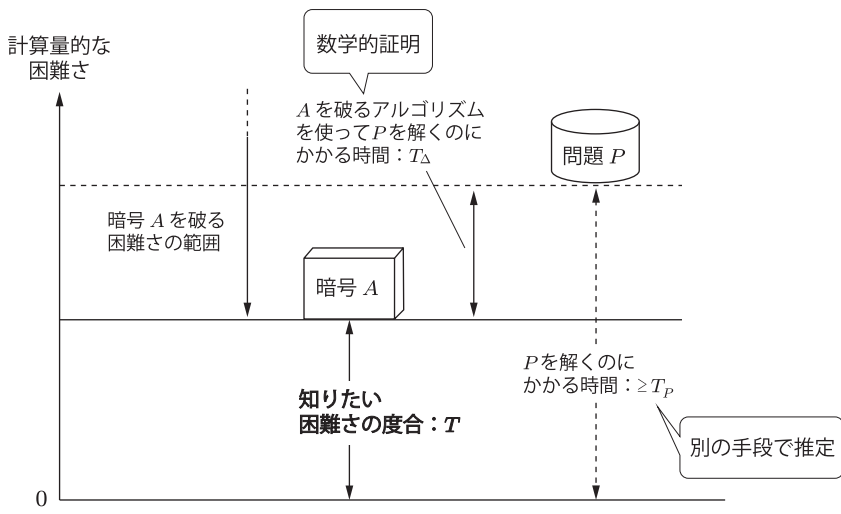 数学的証明
計算量的な
困難さ
Aを破るアルゴリズム
を使ってPを解くのに
かかる時間：TΔ
問題 P
暗号 A を破る
困難さの範囲
暗号 A
Pを解くのに
かかる時間：≥TP
知りたい
困難さの度合：T
別の手段で推定
0